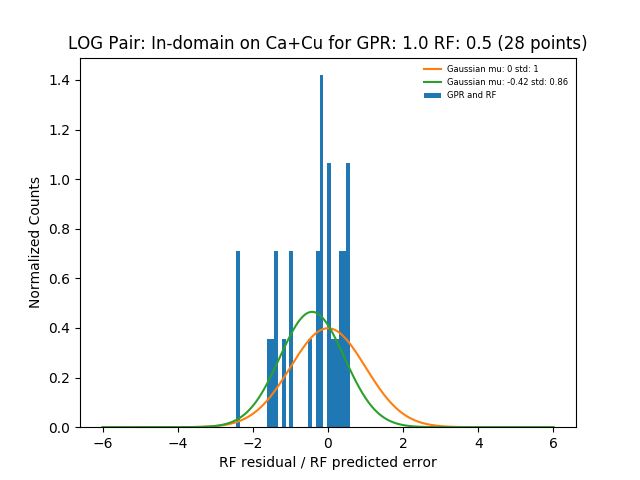 LOG Pair: In-domain on Ca+Cu for GPR: 1.0 RF: 0.5 (28 points)
Gaussian mu: 0 std: 1
Gaussian mu: -0.42 std: 0.86
GPR and RF
Normalized Counts
1.4
1.2
1.0
0.8
0.6
0.4
0.2
0.0
−6
−4
−2
0
2
4
6
RF residual / RF predicted error